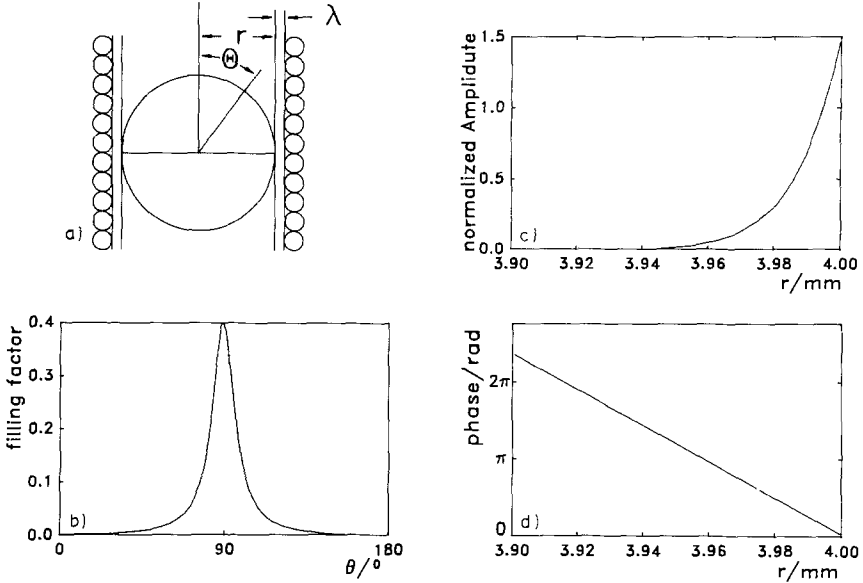 λ
r
Θ
a)
normalized Amplidute
1.5
1.0
0.5
0.0
c)
3.90 3.92 3.94 3.96 3.98 4.00
r/mm
filling factor
0.4
0.3
0.2
0.1
0.0
b)
0 90 180
θ/°
phase/rad
2π
π
0
d)
3.90 3.92 3.94 3.96 3.98 4.00
r/mm